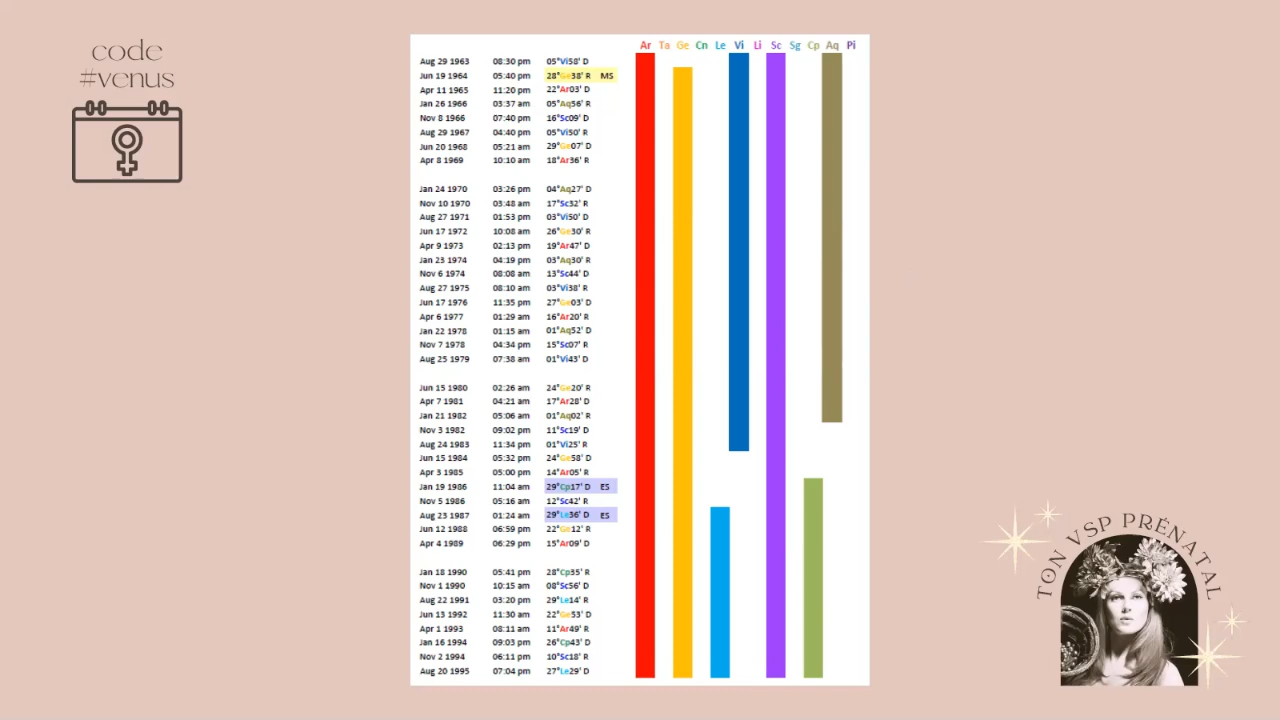 code
#venus
Ar Ta Ge Cn Le Vi Li Sc Sg Cp Aq Pi
Aug 29 1963 08:30 pm 05°Vi58' D
Jun 19 1964 05:40 pm 28°Ge38' R MS
Apr 11 1965 11:20 pm 22°Ar03' D
Jan 26 1966 03:37 am 05°Aq56' R
Nov 8 1966 07:40 pm 16°Sc09' D
Aug 29 1967 04:40 pm 05°Vi50' R
Jun 20 1968 05:21 am 29°Ge07' D
Apr 8 1969 10:10 am 18°Ar36' R
Jan 24 1970 03:26 pm 04°Aq27' D
Nov 10 1970 03:48 am 17°Sc32' R
Aug 27 1971 01:53 pm 03°Vi50' D
Jun 17 1972 10:08 am 26°Ge30' R
Apr 9 1973 02:13 pm 19°Ar47' D
Jan 23 1974 04:19 pm 03°Aq30' R
Nov 6 1974 08:08 am 13°Sc44' D
Aug 27 1975 08:10 am 03°Vi38' R
Jun 17 1976 11:35 pm 27°Ge03' D
Apr 6 1977 01:29 am 16°Ar20' R
Jan 22 1978 01:15 am 01°Aq52' D
Nov 7 1978 04:34 pm 15°Sc07' R
Aug 25 1979 07:38 am 01°Vi43' D
Jun 15 1980 02:26 am 24°Ge20' R
Apr 7 1981 04:21 am 17°Ar28' D
Jan 21 1982 05:06 am 01°Aq02' R
Nov 3 1982 09:02 pm 11°Sc19' D
Aug 24 1983 11:34 pm 01°Vi25' R
Jun 15 1984 05:32 pm 24°Ge58' D
Apr 3 1985 05:00 pm 14°Ar05' R
Jan 19 1986 11:04 am 29°Cp17' D ES
Nov 5 1986 05:16 am 12°Sc42' R
Aug 23 1987 01:24 am 29°Le36' D ES
Jun 12 1988 06:59 pm 22°Ge12' R
Apr 4 1989 06:29 pm 15°Ar09' D
Jan 18 1990 05:41 pm 28°Cp35' R
Nov 1 1990 10:15 am 08°Sc56' D
Aug 22 1991 03:20 pm 29°Le14' R
Jun 13 1992 11:30 am 22°Ge53' D
Apr 1 1993 08:11 am 11°Ar49' R
Jan 16 1994 09:03 pm 26°Cp43' D
Nov 2 1994 06:11 pm 10°Sc18' R
Aug 20 1995 07:04 pm 27°Le29' D
TON VSP PRÉNATAL